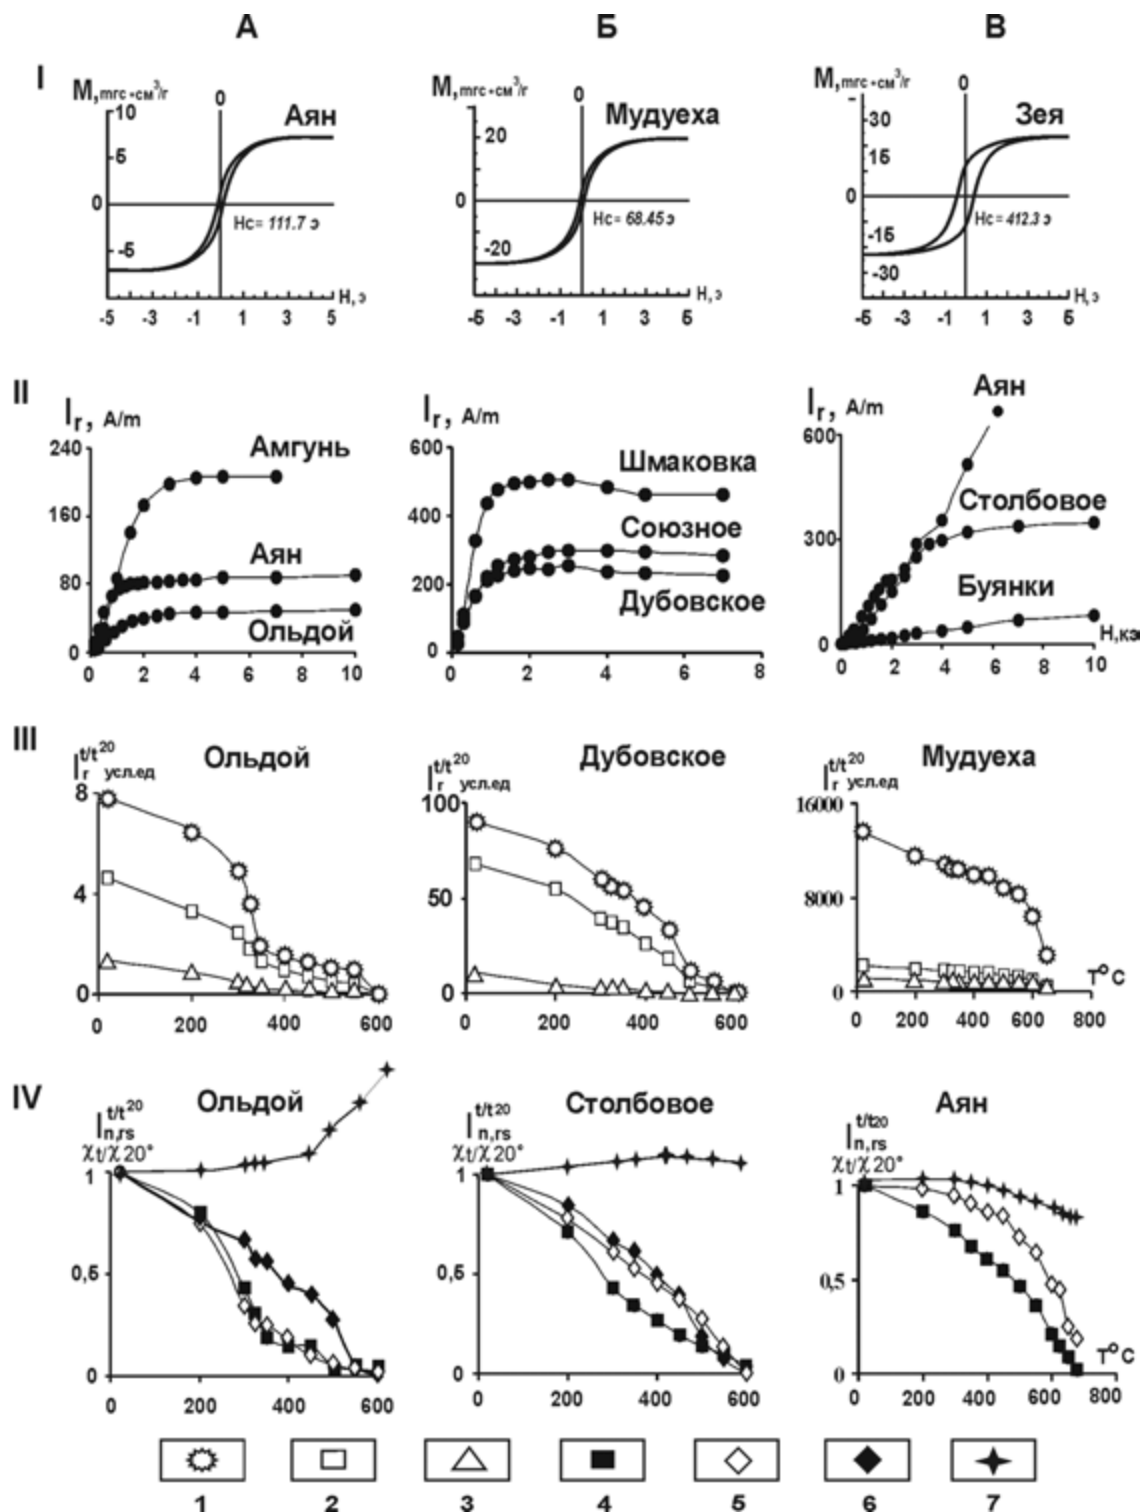 А Б В
I
M, mгс•см³/г 0
10
Аян
5
0
Hc= 111.7 э
-5
H, э
-5 -3 -1 1 3 5
M, mгс•см³/г 0
20
Мудуеха
0
Hc= 68.45 э
-20
H, э
-5 -3 -1 1 3 5
M, mгс•см³/г 0
30
Зея
15
0
Hc= 412.3 э
-15
-30
H, э
-5 -3 -1 1 3 5
II
Ir, A/m
240
Амгунь
160
Аян
80
Ольдой
0
0 2 4 6 8 10
Ir, A/m
600
Шмаковка
400
Союзное
200
Дубовское
0
0 2 4 6 8
Ir, A/m
Аян
600
Столбовое
300
Буянки
0
H,кэ
0 2 4 6 10
III
Ольдой
Ir t/t20 усл.ед
8
4
0
0 200 400 600
Дубовское
Ir t/t20 усл.ед
100
50
0
0 200 400 600
Мудуеха
Ir t/t20 усл.ед
16000
8000
0
T°C
0 200 400 600 800
IV
Ольдой
In,rs t/t20
χt/χ20°
1
0,5
0
0 200 400 600
Столбовое
In,rs t/t20
χt/χ20°
1
0,5
0
0 200 400 600
Аян
In,rs t/t20
χt/χ20°
1
0,5
0
T°C
0 200 400 600 800
1 2 3 4 5 6 7